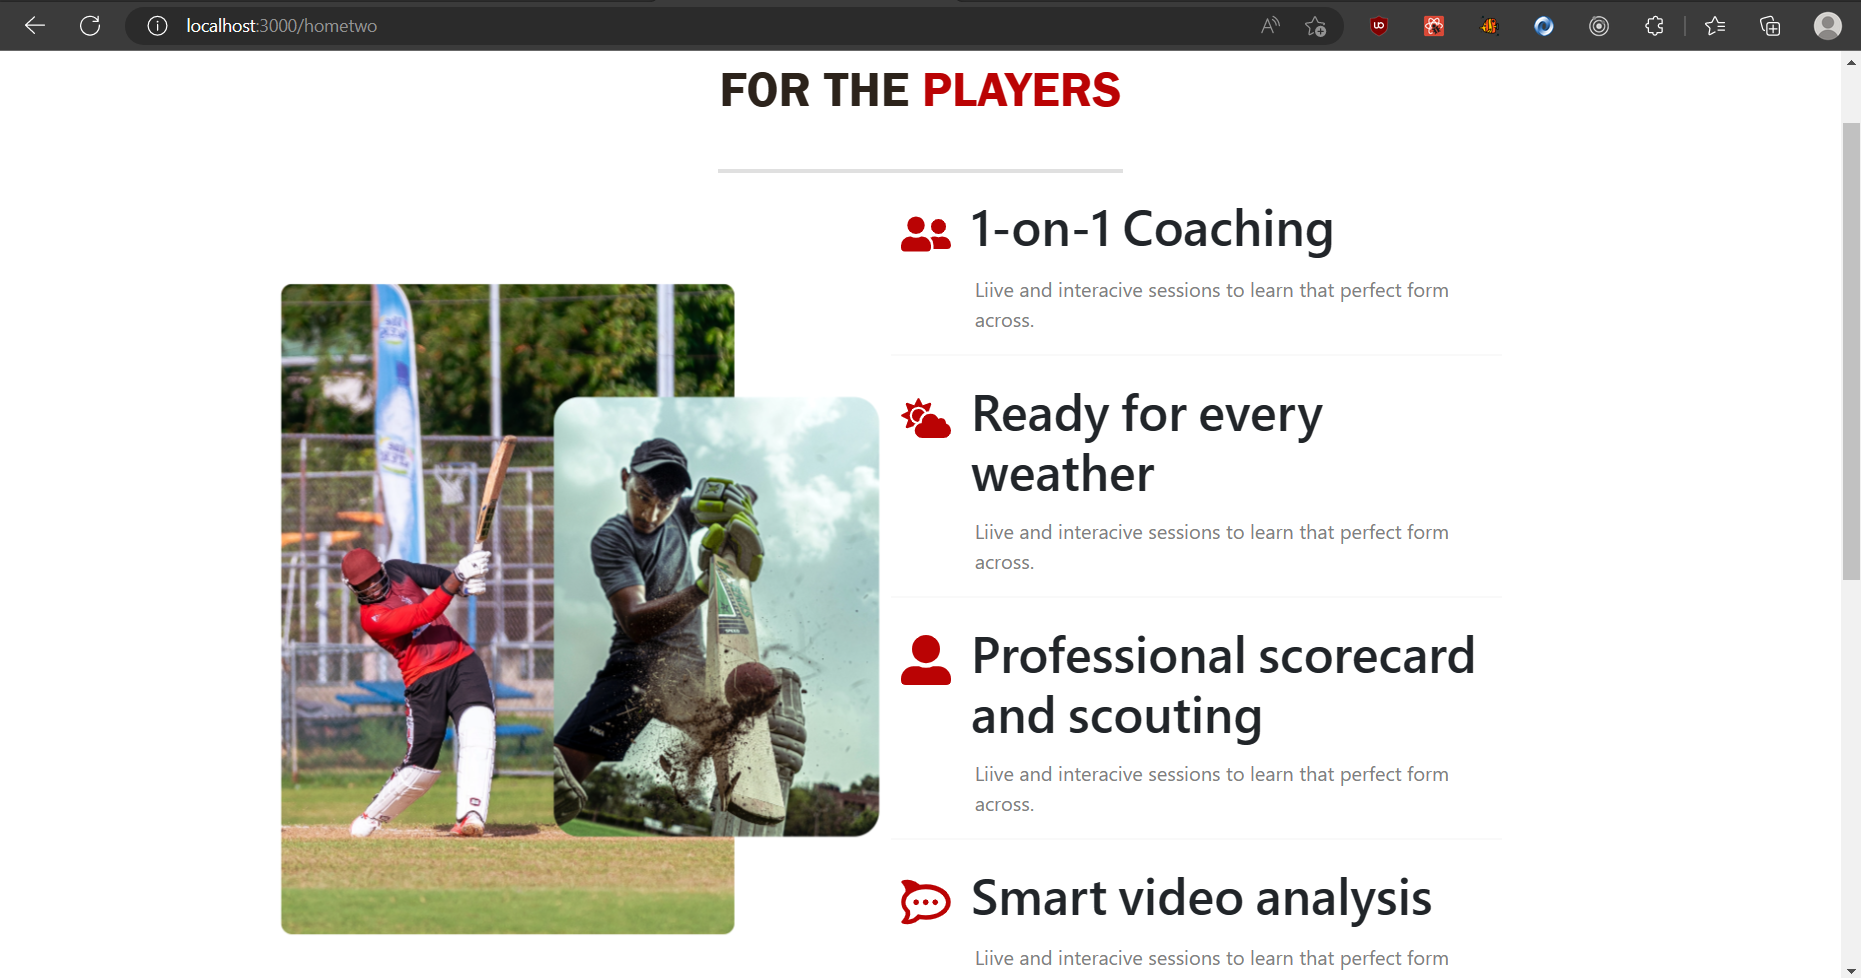 localhost:3000/hometwo
FOR THE PLAYERS
1-on-1 Coaching
Liive and interacive sessions to learn that perfect form
across.
Ready for every
weather
Liive and interacive sessions to learn that perfect form
across.
Professional scorecard
and scouting
Liive and interacive sessions to learn that perfect form
across.
Smart video analysis
Liive and interacive sessions to learn that perfect form